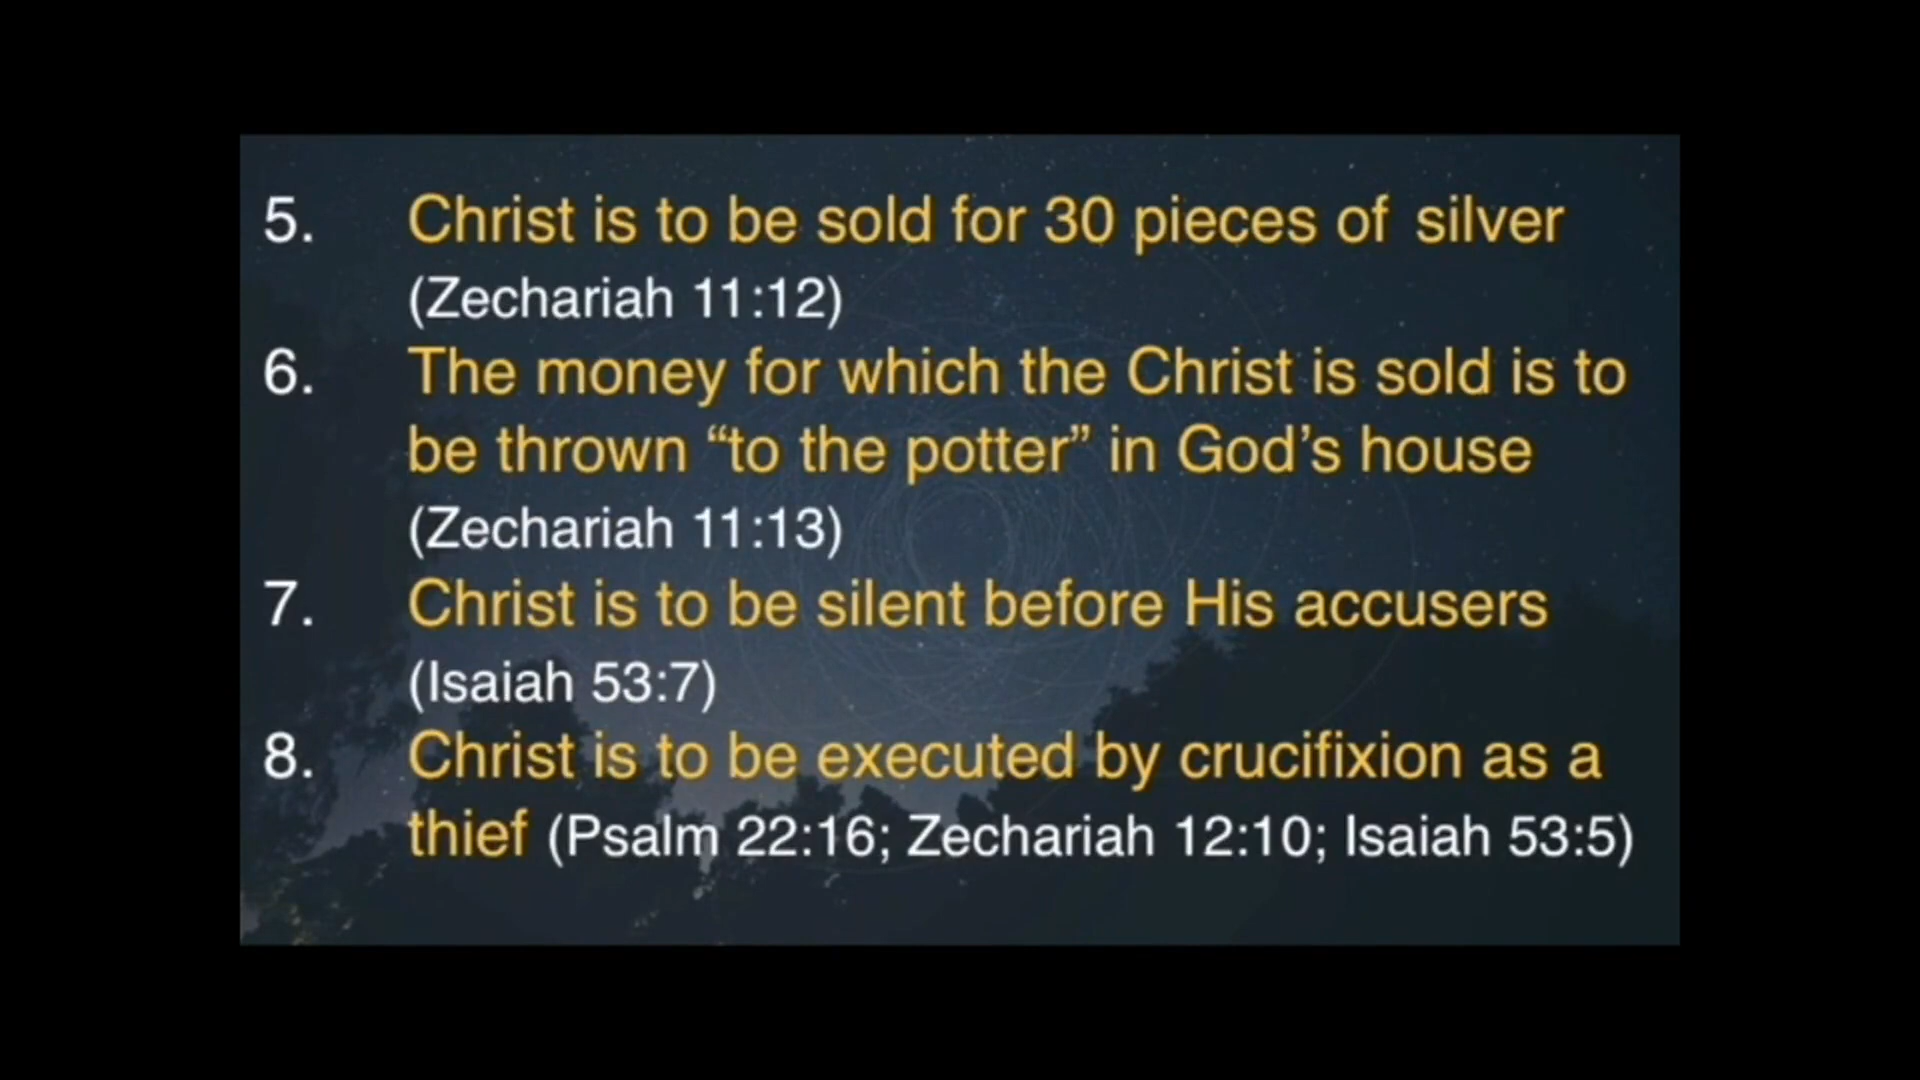 5. Christ is to be sold for 30 pieces of silver
(Zechariah 11:12)
6. The money for which the Christ is sold is to
be thrown “to the potter” in God’s house
(Zechariah 11:13)
7. Christ is to be silent before His accusers
(Isaiah 53:7)
8. Christ is to be executed by crucifixion as a
thief (Psalm 22:16; Zechariah 12:10; Isaiah 53:5)